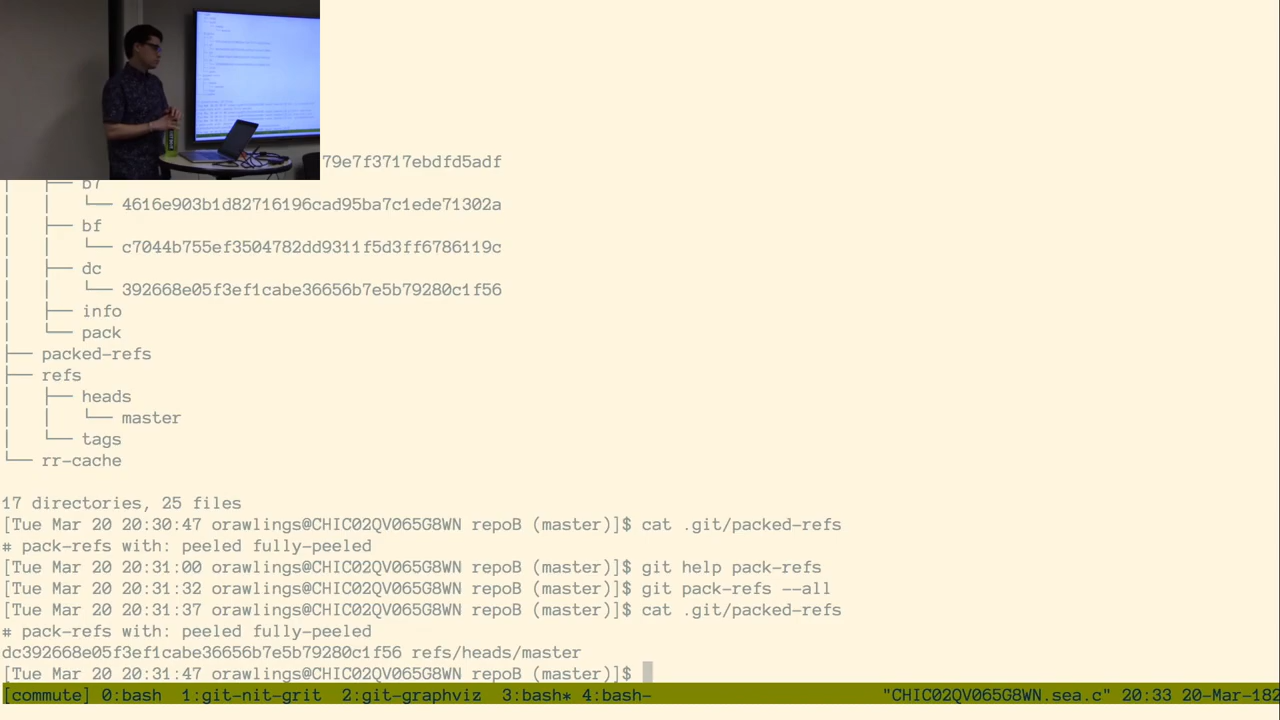 79e7f3717ebdfd5adf
│   ├── b7
│   │   └── 4616e903b1d82716196cad95ba7c1ede71302a
│   ├── bf
│   │   └── c7044b755ef3504782dd9311f5d3ff6786119c
│   ├── dc
│   │   └── 392668e05f3ef1cabe36656b7e5b79280c1f56
│   ├── info
│   └── pack
├── packed-refs
├── refs
│   ├── heads
│   │   └── master
│   └── tags
└── rr-cache
17 directories, 25 files
[Tue Mar 20 20:30:47 orawlings@CHIC02QV065G8WN repoB (master)]$ cat .git/packed-refs
# pack-refs with: peeled fully-peeled
[Tue Mar 20 20:31:00 orawlings@CHIC02QV065G8WN repoB (master)]$ git help pack-refs
[Tue Mar 20 20:31:32 orawlings@CHIC02QV065G8WN repoB (master)]$ git pack-refs --all
[Tue Mar 20 20:31:37 orawlings@CHIC02QV065G8WN repoB (master)]$ cat .git/packed-refs
# pack-refs with: peeled fully-peeled
dc392668e05f3ef1cabe36656b7e5b79280c1f56 refs/heads/master
[Tue Mar 20 20:31:47 orawlings@CHIC02QV065G8WN repoB (master)]$
[commute] 0:bash  1:git-nit-grit  2:git-graphviz  3:bash* 4:bash- "CHIC02QV065G8WN.sea.c" 20:33 20-Mar-182